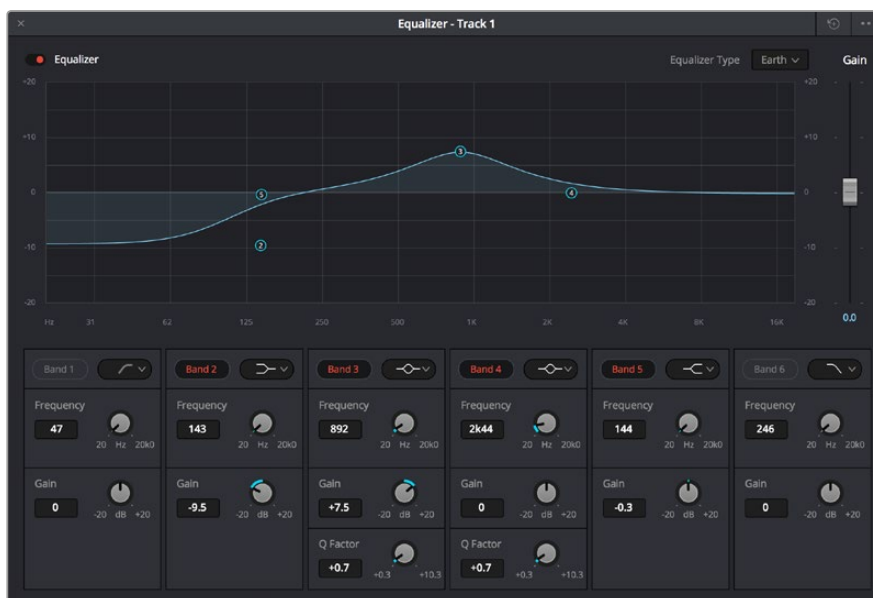 Equalizer - Track 1
Equalizer
Equalizer Type Earth Gain
+20 +20
+10 +10
3
0 5 4 0
-10 2 -10
-20 -20
Hz 31 62 125 250 500 1K 2K 4K 8K 16K 0.0
Band 1 Band 2 Band 3 Band 4 Band 5 Band 6
Frequency Frequency Frequency Frequency Frequency Frequency
47 143 892 2k44 144 246
20 Hz 20k0 20 Hz 20k0 20 Hz 20k0 20 Hz 20k0 20 Hz 20k0 20 Hz 20k0
Gain Gain Gain Gain Gain Gain
0 -9.5 +7.5 0 -0.3 0
-20 dB +20 -20 dB +20 -20 dB +20 -20 dB +20 -20 dB +20 -20 dB +20
Q Factor Q Factor
+0.7 +0.7
+0.3 +10.3 +0.3 +10.3